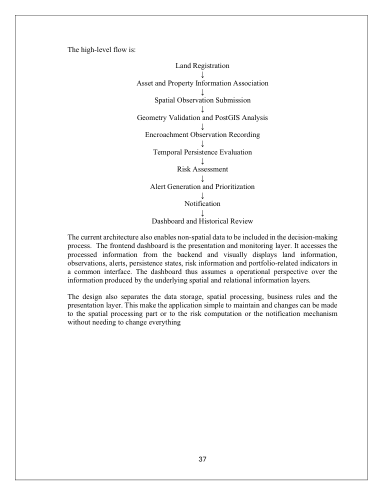 The high-level flow is:
Land Registration
↓
Asset and Property Information Association
↓
Spatial Observation Submission
↓
Geometry Validation and PostGIS Analysis
↓
Encroachment Observation Recording
↓
Temporal Persistence Evaluation
↓
Risk Assessment
↓
Alert Generation and Prioritization
↓
Notification
↓
Dashboard and Historical Review
The current architecture also enables non-spatial data to be included in the decision-making
process. The frontend dashboard is the presentation and monitoring layer. It accesses the
processed information from the backend and visually displays land information,
observations, alerts, persistence states, risk information and portfolio-related indicators in
a common interface. The dashboard thus assumes a operational perspective over the
information produced by the underlying spatial and relational information layers.
The design also separates the data storage, spatial processing, business rules and the
presentation layer. This make the application simple to maintain and changes can be made
to the spatial processing part or to the risk computation or the notification mechanism
without needing to change everything
37